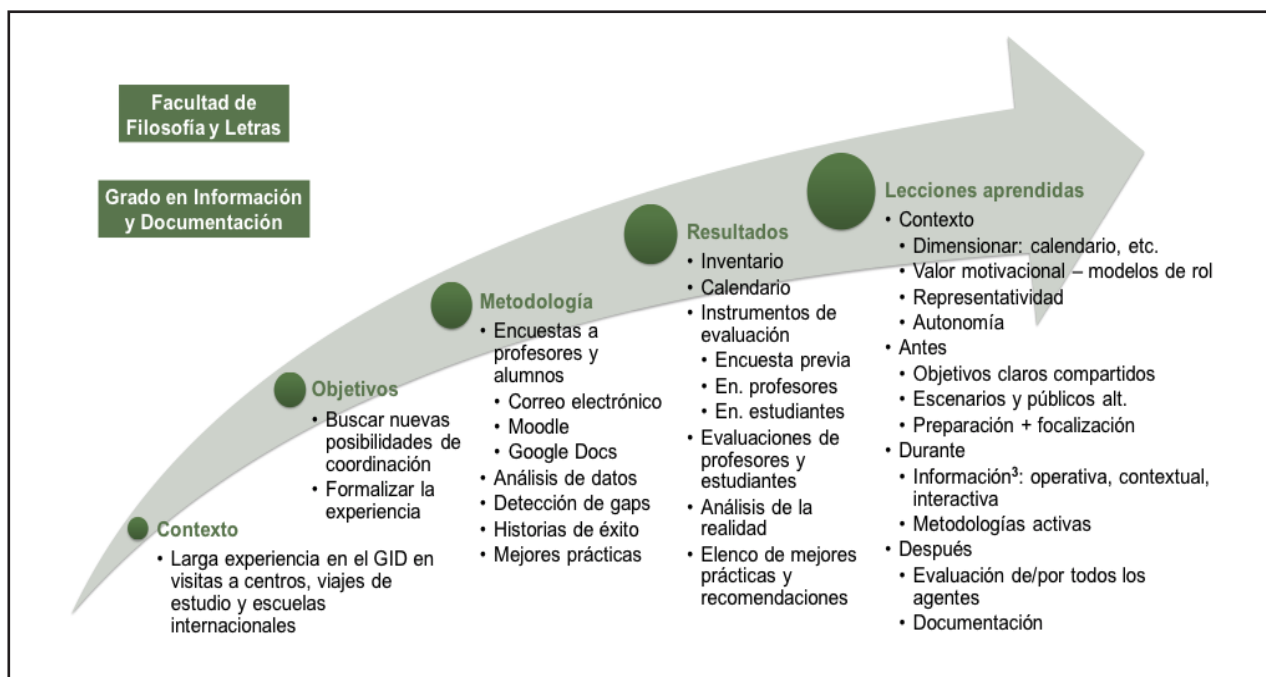 Facultad de
Filosofía y Letras
Grado en Información
y Documentación
Contexto
• Larga experiencia en el GID en
visitas a centros, viajes de
estudio y escuelas
internacionales
Objetivos
• Buscar nuevas
posibilidades de
coordinación
• Formalizar la
experiencia
Metodología
• Encuestas a
profesores y
alumnos
• Correo electrónico
• Moodle
• Google Docs
• Análisis de datos
• Detección de gaps
• Historias de éxito
• Mejores prácticas
Resultados
• Inventario
• Calendario
• Instrumentos de
evaluación
• Encuesta previa
• En. profesores
• En. estudiantes
• Evaluaciones de
profesores y
estudiantes
• Análisis de la
realidad
• Elenco de mejores
prácticas y
recomendaciones
Lecciones aprendidas
• Contexto
• Dimensionar: calendario, etc.
• Valor motivacional – modelos de rol
• Representatividad
• Autonomía
• Antes
• Objetivos claros compartidos
• Escenarios y públicos alt.
• Preparación + focalización
• Durante
• Información³: operativa, contextual,
interactiva
• Metodologías activas
• Después
• Evaluación de/por todos los
agentes
• Documentación